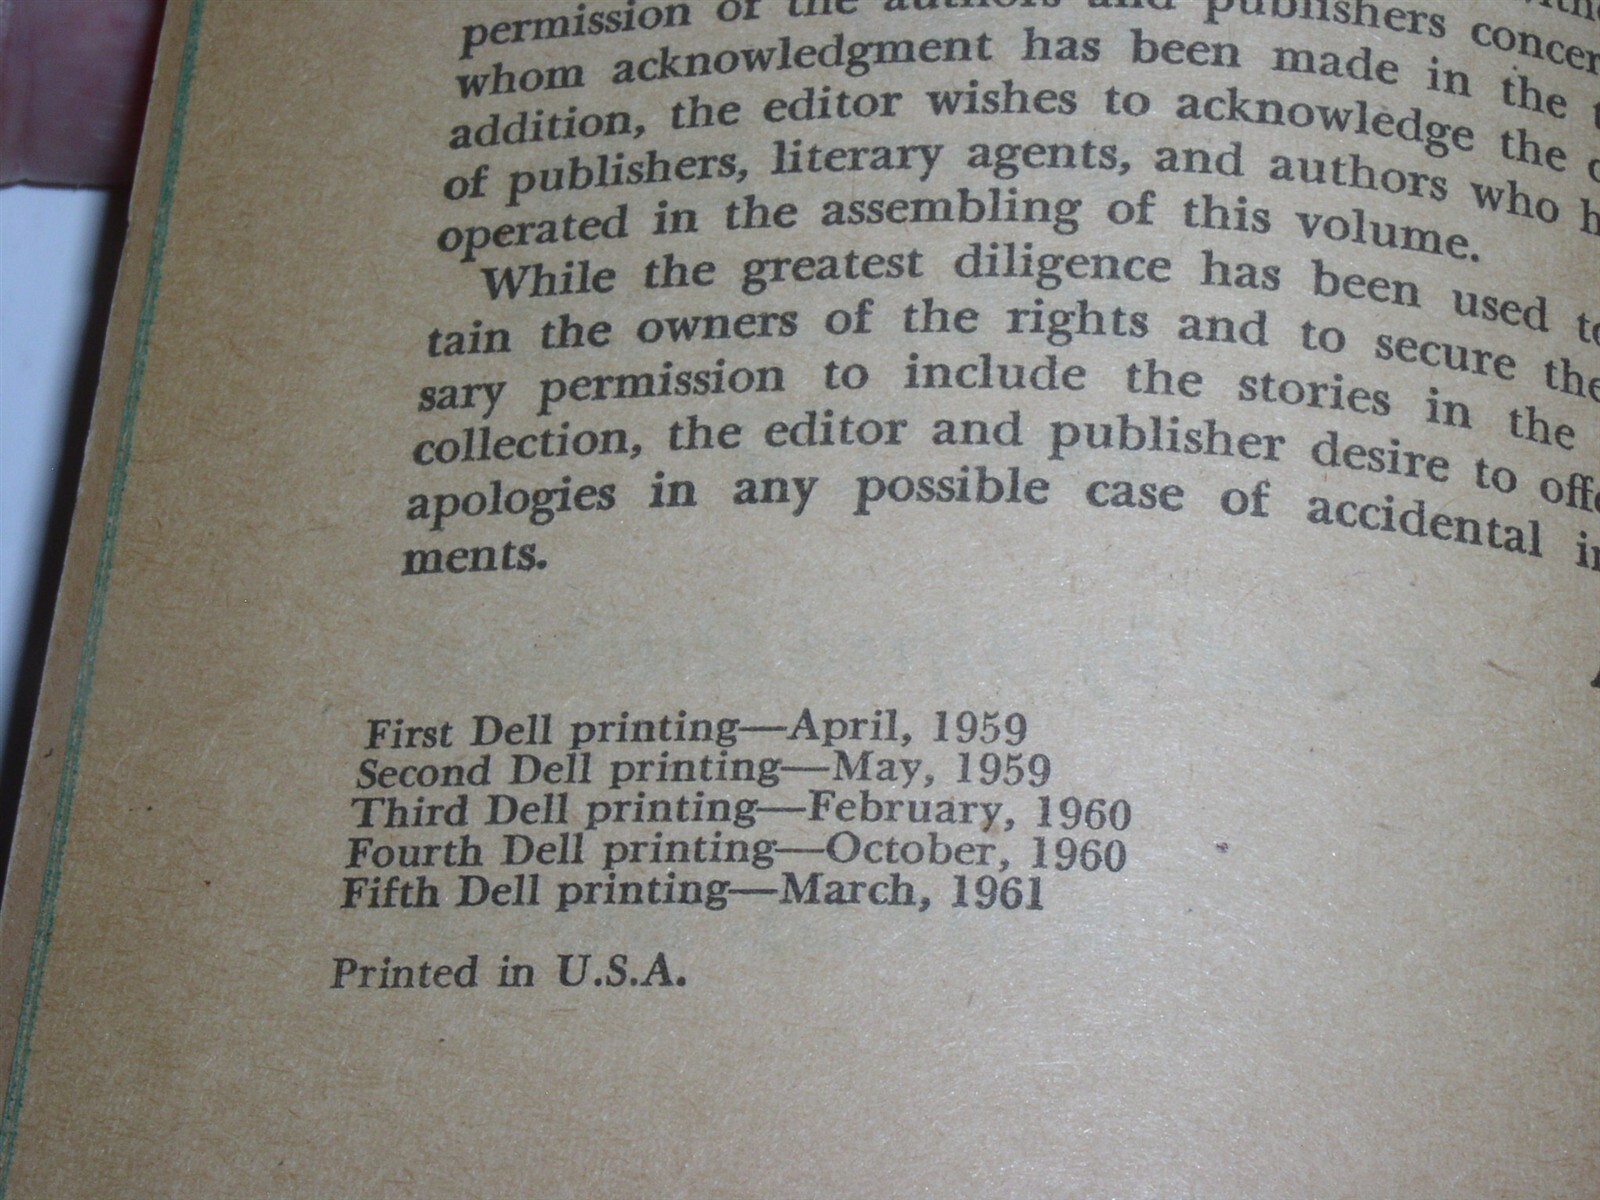 permission of the authors and publishers
whom acknowledgment has been made in the
addition, the editor wishes to acknowledge the
of publishers, literary agents, and authors who
operated in the assembling of this volume.
While the greatest diligence has been used
tain the owners of the rights and to secure
sary permission to include the stories in the
collection, the editor and publisher desire to
apologies in any possible case of accidental
ments.
First Dell printing—April, 1959
Second Dell printing—May, 1959
Third Dell printing—February, 1960
Fourth Dell printing—October, 1960
Fifth Dell printing—March, 1961
Printed in U.S.A.